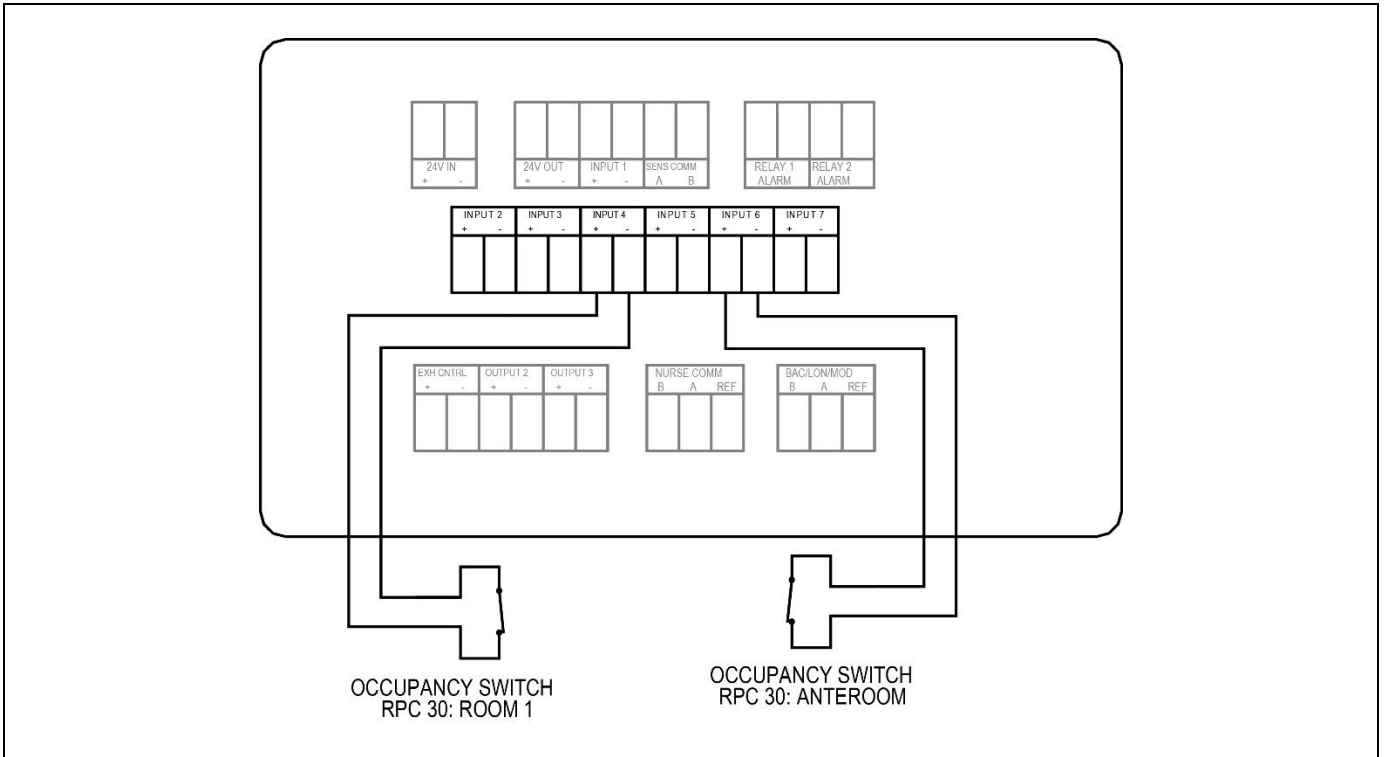 24V IN
+ -
24V OUT INPUT 1 SENS COMM
+ - + - A B
RELAY 1 RELAY 2
ALARM ALARM
INPUT 2 INPUT 3 INPUT 4 INPUT 5 INPUT 6 INPUT 7
+ - + - + - + - + - + -
EXH CNTRL OUTPUT 2 OUTPUT 3
+ - + - + -
NURSE COMM
B A REF
BAC/LON/MOD
B A REF
OCCUPANCY SWITCH
RPC 30: ROOM 1
OCCUPANCY SWITCH
RPC 30: ANTEROOM